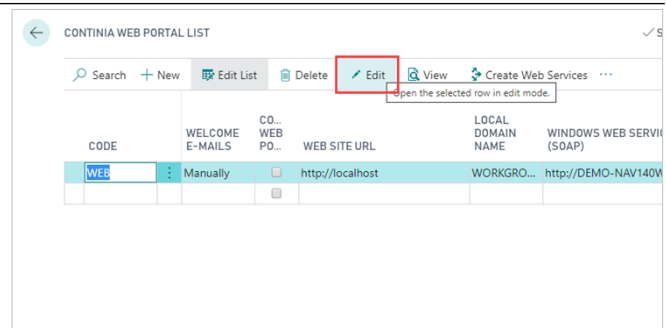 CONTINIA WEB PORTAL LIST
Search + New Edit List Delete Edit View Create Web Services ...
Open the selected row in edit mode.
CODE WELCOME E-MAILS CO... WEB PO... WEB SITE URL LOCAL DOMAIN NAME WINDOWS WEB SERVI (SOAP)
WEB Manually http://localhost WORKGRO... http://DEMO-NAV140W